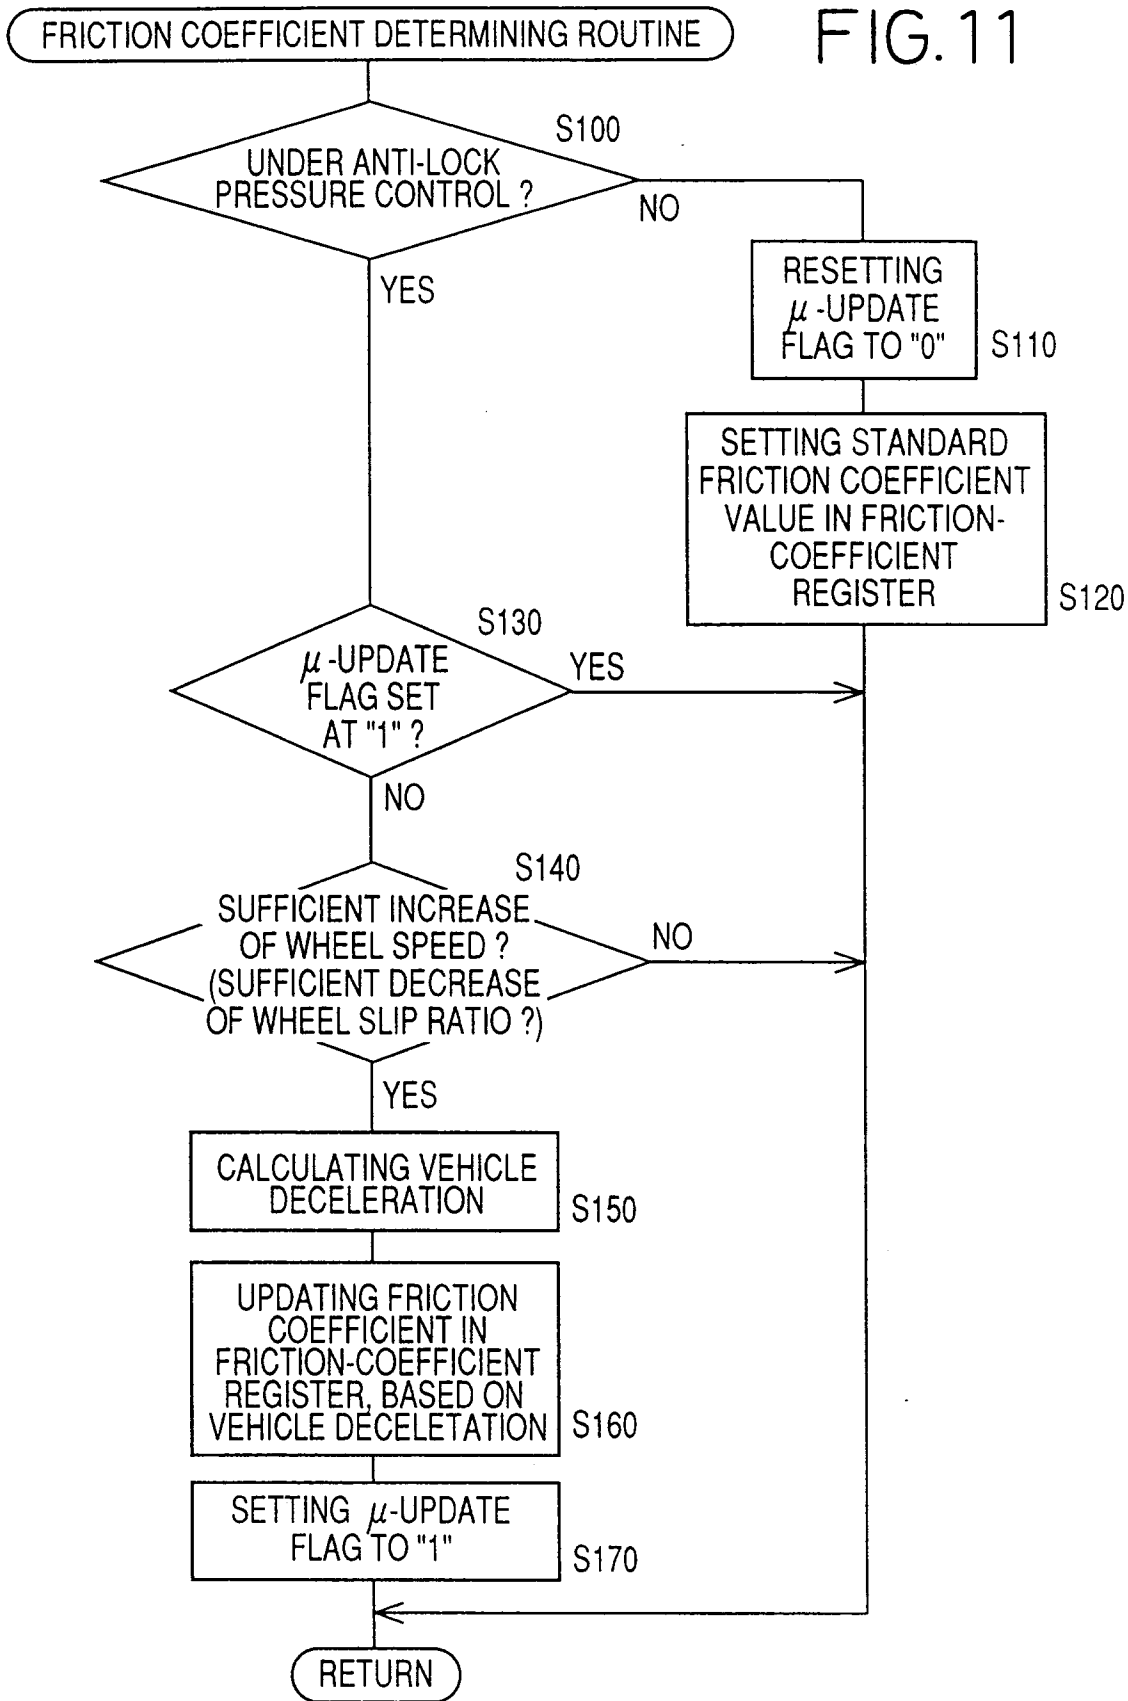 FRICTION COEFFICIENT DETERMINING ROUTINE
FIG.11
S100
UNDER ANTI-LOCK
PRESSURE CONTROL ?
NO
YES
RESETTING
μ-UPDATE
FLAG TO "0"
S110
SETTING STANDARD
FRICTION COEFFICIENT
VALUE IN FRICTION-
COEFFICIENT
REGISTER
S120
S130
μ-UPDATE
FLAG SET
AT "1" ?
YES
NO
S140
SUFFICIENT INCREASE
OF WHEEL SPEED ?
(SUFFICIENT DECREASE
OF WHEEL SLIP RATIO ?)
NO
YES
CALCULATING VEHICLE
DECELERATION
S150
UPDATING FRICTION
COEFFICIENT IN
FRICTION-COEFFICIENT
REGISTER, BASED ON
VEHICLE DECELETATION
S160
SETTING μ-UPDATE
FLAG TO "1"
S170
RETURN